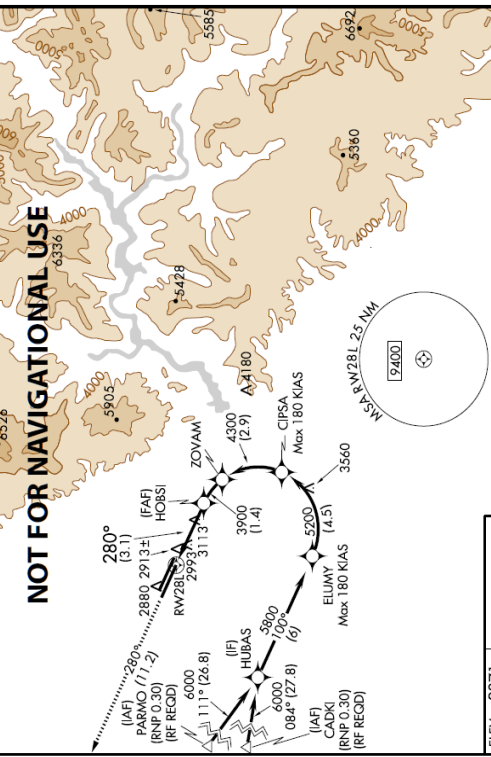 NOT FOR NAVIGATIONAL USE
5000
5585
6692
5000
6000
6336
4000
5360
4000
5428
4000
5905
6526
4180
MSA RW28L 25 NM
9400
ZOVAM
4300
(2.9)
CIPSA
Max 180 KIAS
(FAF)
HOBSI
3900
(1.4)
3560
280°
(3.1)
2880
2913±
RW28L
2993
3113
5200
(4.5)
ELUMY
Max 180 KIAS
280°
(11.2)
5800
100°
(6)
(IF)
HUBAS
(IAF)
PARMO
(RNP 0.30)
(RF REQD)
6000
111° (26.8)
6000
084° (27.8)
(IAF)
CADKI
(RNP 0.30)
(RF REQD)